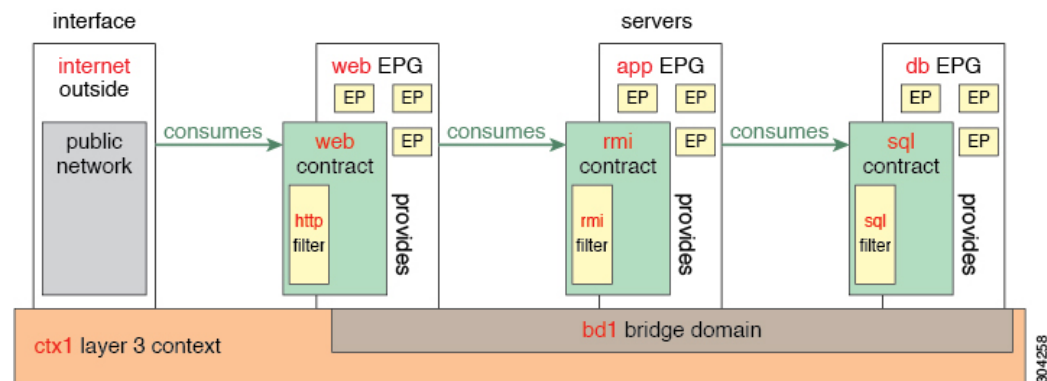 interface
servers
internet
outside
public
network
consumes
web EPG
EP EP
EP
web
contract
http
filter
provides
consumes
app EPG
EP EP
EP
rmi
contract
rmi
filter
provides
consumes
db EPG
EP EP
EP
sql
contract
sql
filter
provides
bd1 bridge domain
ctx1 layer 3 context
304258